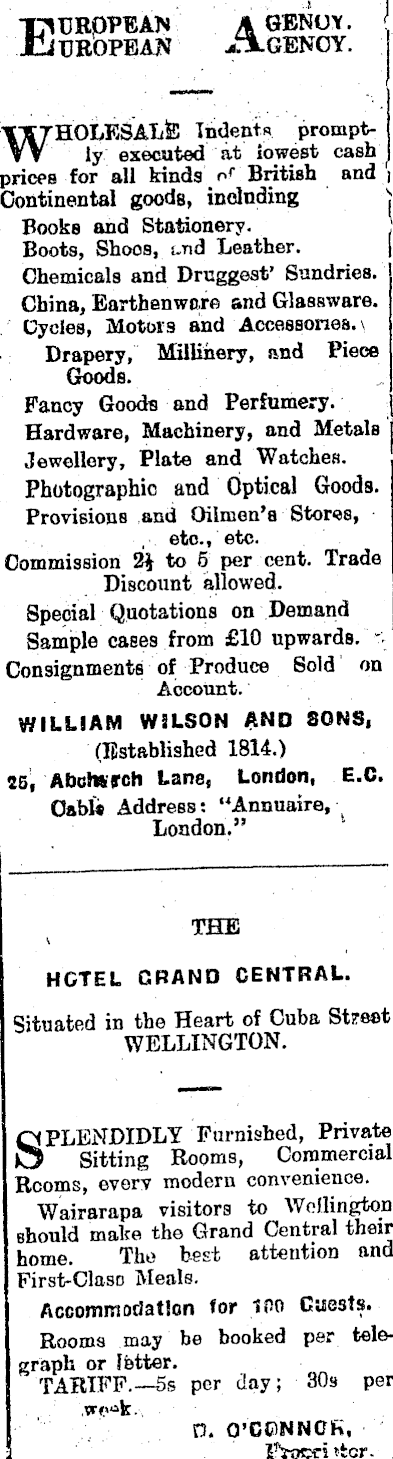 EUROPEAN AGENCY.
EUROPEAN AGENCY.
WHOLESALE Indents prompt-
ly executed at lowest cash
prices for all kinds of British and
Continental goods, including
Books and Stationery.
Boots, Shoes, and Leather.
Chemicals and Druggest' Sundries.
China, Earthenware and Glassware.
Cycles, Motors and Accessories.
Drapery, Millinery, and Piece
Goods.
Fancy Goods and Perfumery.
Hardware, Machinery, and Metals
Jewellery, Plate and Watches.
Photographic and Optical Goods.
Provisions and Oilmen's Stores,
etc., etc.
Commission 2½ to 5 per cent. Trade
Discount allowed.
Special Quotations on Demand
Sample cases from £10 upwards.
Consignments of Produce Sold on
Account.
WILLIAM WILSON AND SONS,
(Established 1814.)
25, Abchurch Lane, London, E.C.
Cable Address: "Annuaire,
London."
THE
HOTEL GRAND CENTRAL.
Situated in the Heart of Cuba Street
WELLINGTON.
SPLENDIDLY Furnished, Private
Sitting Rooms, Commercial
Rooms, every modern convenience.
Wairarapa visitors to Wellington
should make the Grand Central their
home. The best attention and
First-Class Meals.
Accommodation for 100 Guests.
Rooms may be booked per tele-
graph or letter.
TARIFF.—5s per day; 30s per
week.
D. O'CONNOR,
Proprietor.